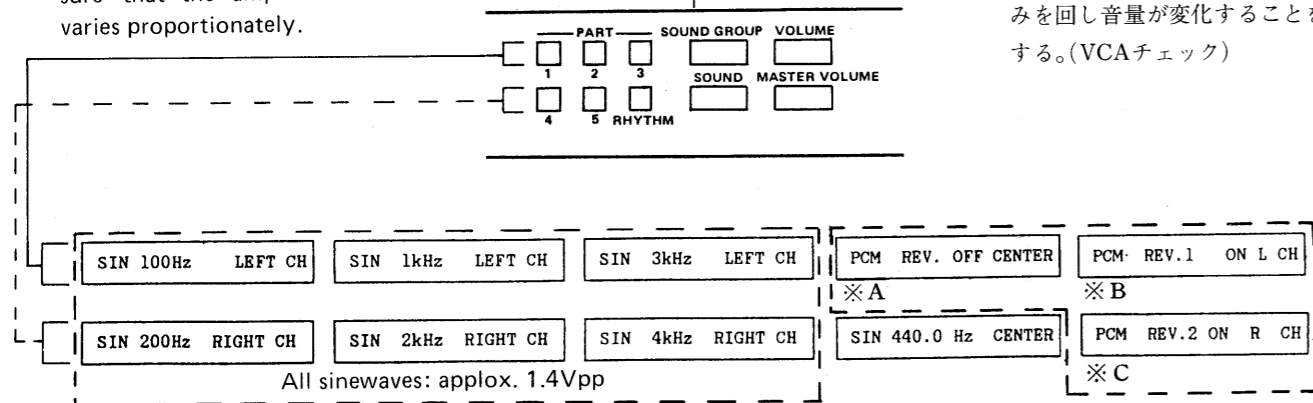 sure that the amp
varies proportionately.
みを回し音量が変化することを
する。(VCAチェック)
PART SOUND GROUP VOLUME
1 2 3 SOUND MASTER VOLUME
4 5 RHYTHM
SIN 100Hz LEFT CH
SIN 1kHz LEFT CH
SIN 3kHz LEFT CH
PCM REV. OFF CENTER
PCM· REV.1 ON L CH
※A
※B
SIN 200Hz RIGHT CH
SIN 2kHz RIGHT CH
SIN 4kHz RIGHT CH
SIN 440.0 Hz CENTER
PCM REV.2 ON R CH
All sinewaves: applox. 1.4Vpp
※C